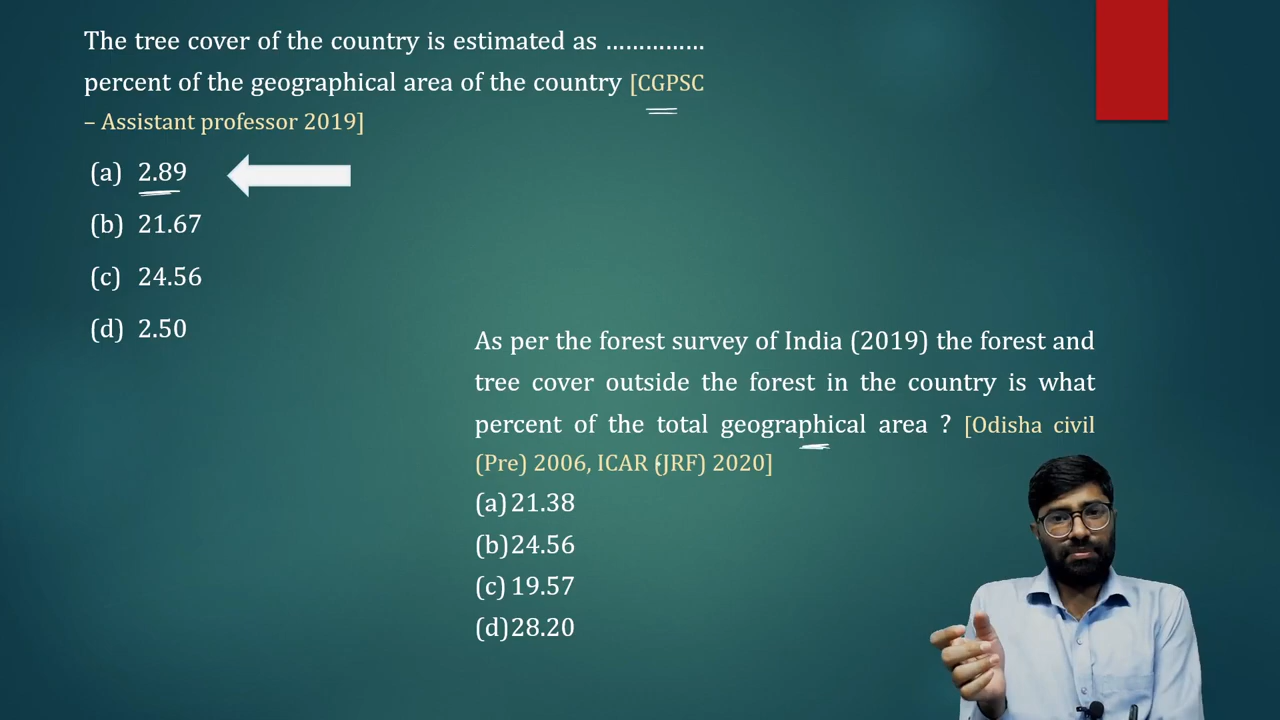 The tree cover of the country is estimated as ...............
percent of the geographical area of the country [CGPSC
– Assistant professor 2019]
(a) 2.89
(b) 21.67
(c) 24.56
(d) 2.50
As per the forest survey of India (2019) the forest and
tree cover outside the forest in the country is what
percent of the total geographical area ? [Odisha civil
(Pre) 2006, ICAR (JRF) 2020]
(a) 21.38
(b) 24.56
(c) 19.57
(d) 28.20